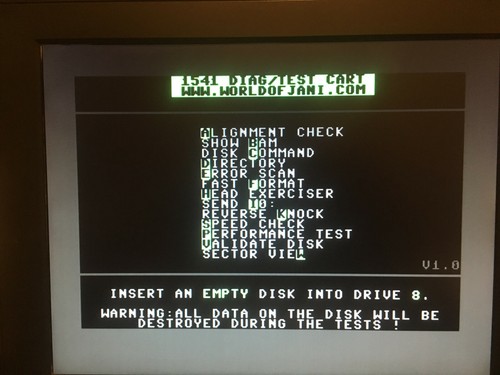 1541 DIAG/TEST CART
WWW.WORLDOFJANI.COM
ALIGNMENT CHECK
SHOW BAM
DISK COMMAND
DIRECTORY
ERROR SCAN
FAST FORMAT
HEAD EXERCISER
SEND T0:
REVERSE KNOCK
SPEED CHECK
PERFORMANCE TEST
VALIDATE DISK
SECTOR VIEW
V1.0
INSERT AN EMPTY DISK INTO DRIVE 8.
WARNING:ALL DATA ON THE DISK WILL BE
DESTROYED DURING THE TESTS !